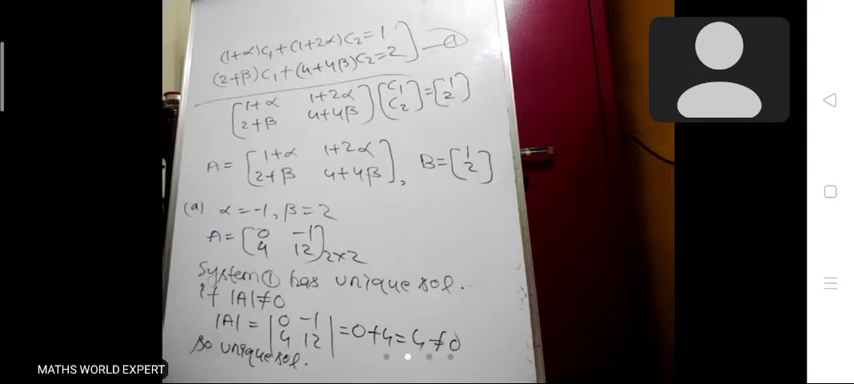 (1+α)C₁+(1+2α)C₂=1
(2+β)C₁+(4+4β)C₂=2 ] —①
[1+α 1+2α
2+β 4+4β] [C₁
C₂] = [1
2]
A = [1+α 1+2α
2+β 4+4β], B = [1
2]
(a) α=-1, β=2
A = [0 -1
4 12]2×2
System ① has unique sol.
if |A|≠0
|A| = |0 -1
4 12| = 0+4=4≠0
so unique sol.
MATHS WORLD EXPERT